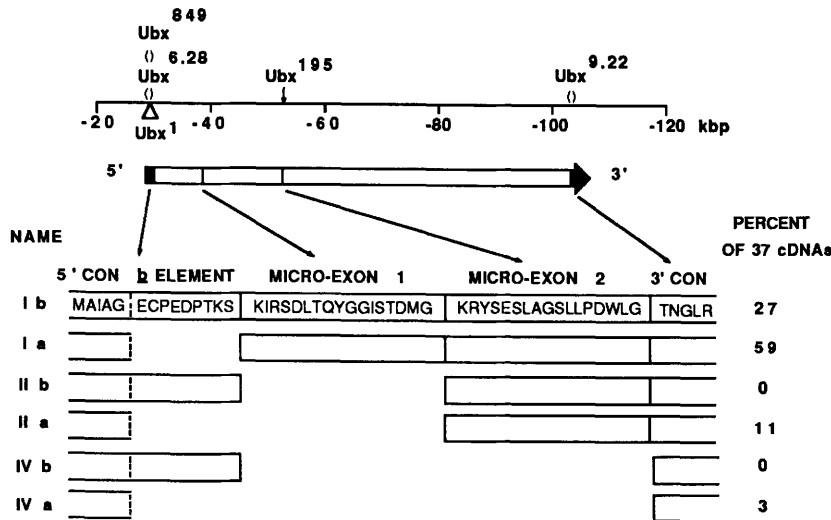 Ubx 849
() 6.28
Ubx
()
Ubx 195
Ubx 9.22
()
-20 -40 -60 -80 -100 -120 kbp
Ubx 1
5' 3'
NAME
PERCENT OF 37 cDNAs
5' CON b ELEMENT MICRO-EXON 1 MICRO-EXON 2 3' CON
I b MAIAG ECPEDPTKS KIRSDLTQYGGISTDMG KRYSESLAGSLLPDWLG TNGLR 27
I a 59
II b 0
II a 11
IV b 0
IV a 3